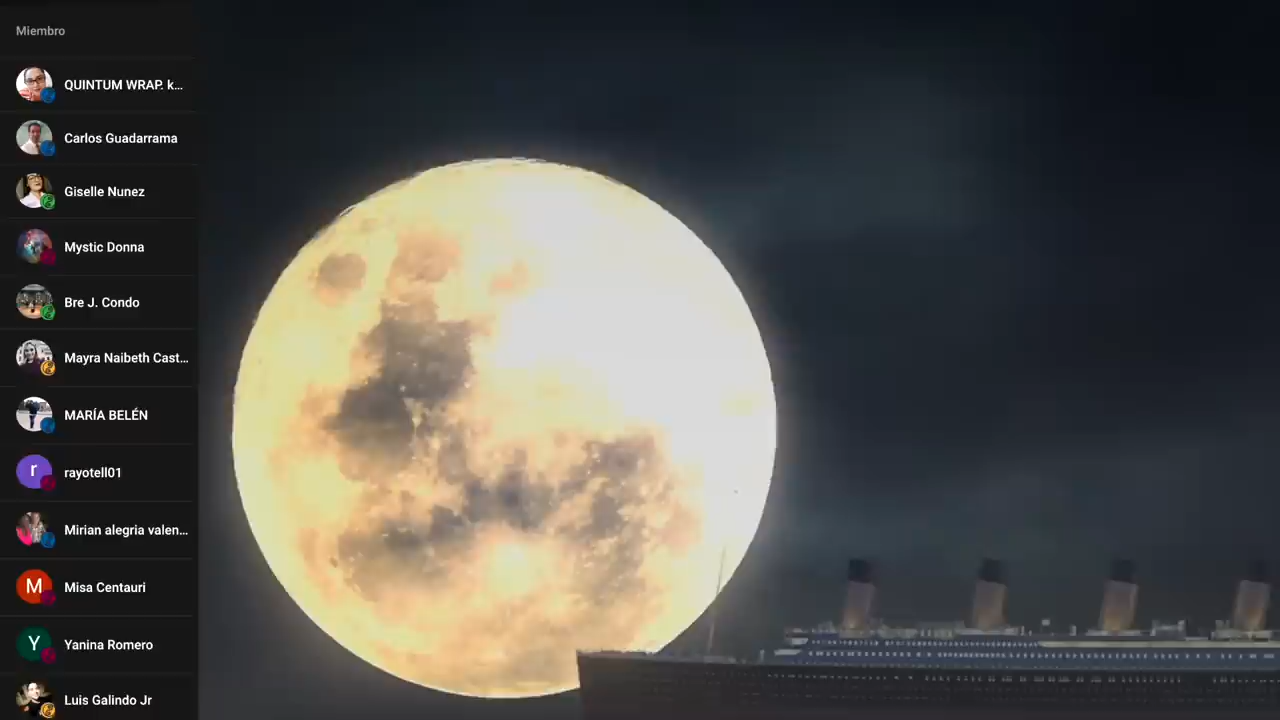 Miembro
QUINTUM WRAP. k...
Carlos Guadarrama
Giselle Nunez
Mystic Donna
Bre J. Condo
Mayra Naibeth Cast...
MARÍA BELÉN
r
rayotell01
Mirian alegria valen...
M
Misa Centauri
Y
Yanina Romero
Luis Galindo Jr